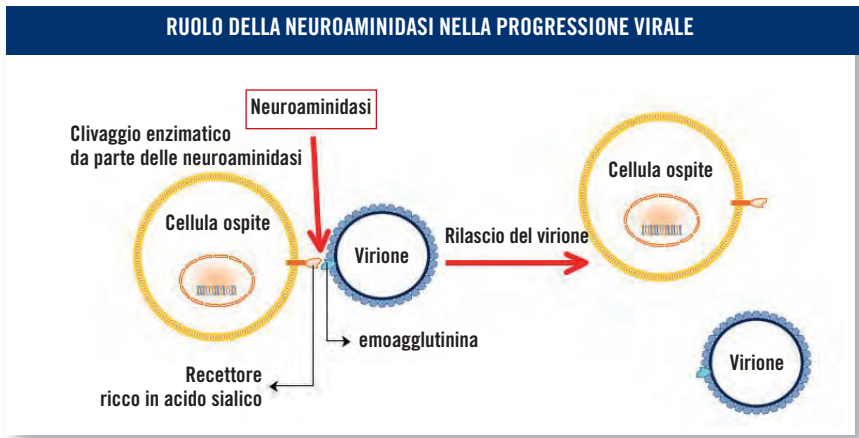 RUOLO DELLA NEUROAMINIDASI NELLA PROGRESSIONE VIRALE
Neuroaminidasi
Clivaggio enzimatico
da parte delle neuroaminidasi
Cellula ospite
Virione
Rilascio del virione
Cellula ospite
emoagglutinina
Recettore
ricco in acido sialico
Virione